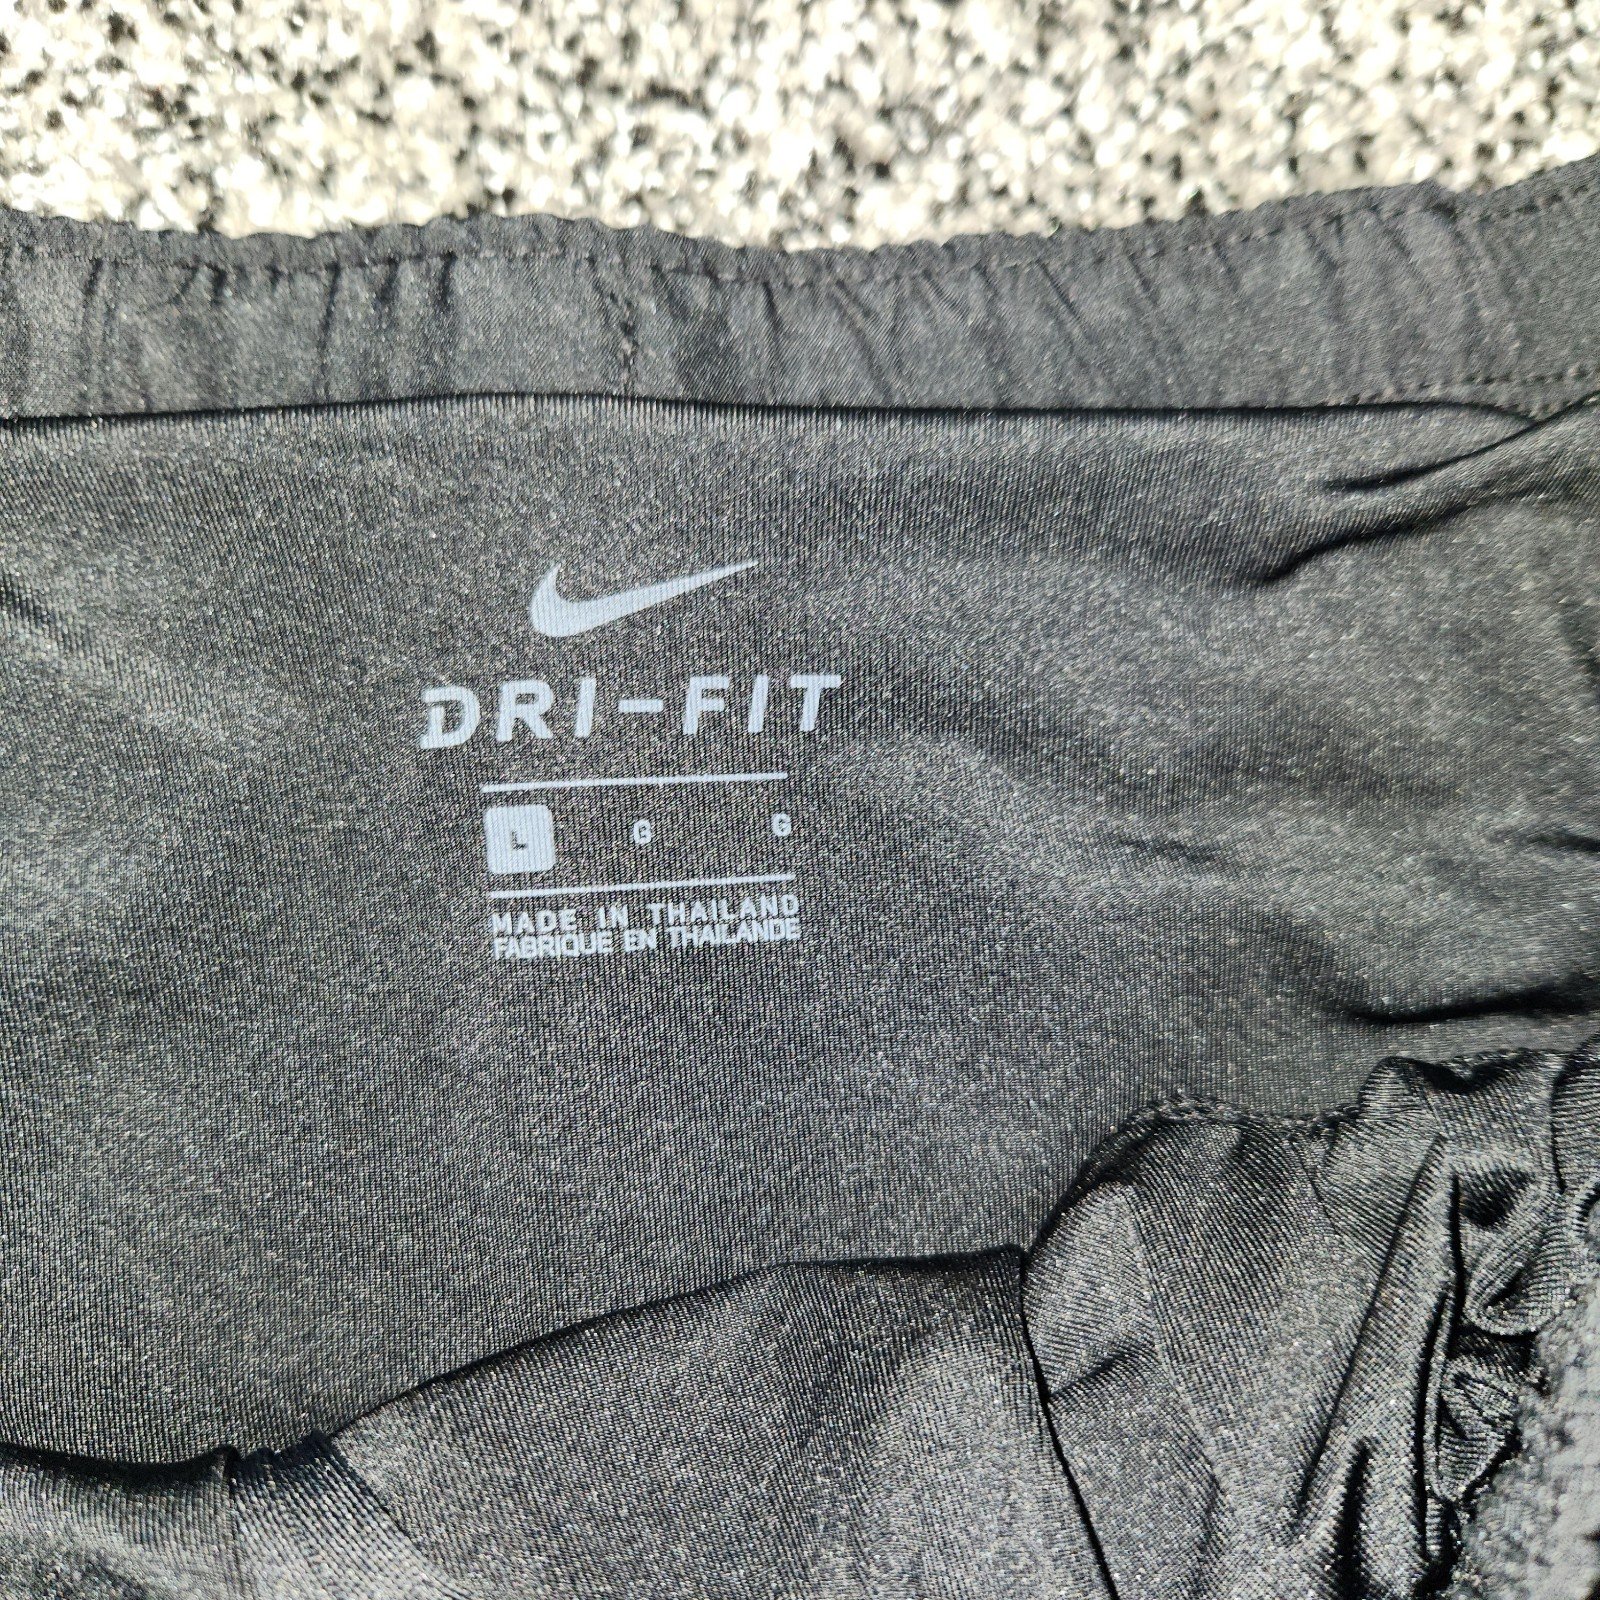 DRI-FIT
L G G
MADE IN THAILAND
FABRIQUE EN THAILANDE